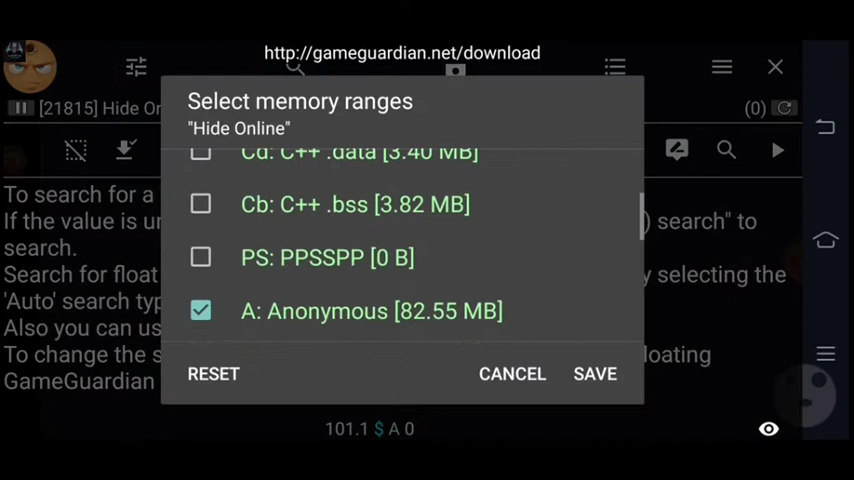 http://gameguardian.net/download
[21815] Hide On
(0)
Select memory ranges
"Hide Online"
Cd: C++ .data [3.40 MB]
Cb: C++ .bss [3.82 MB]
PS: PPSSPP [0 B]
A: Anonymous [82.55 MB]
RESET
CANCEL
SAVE
To search for a
If the value is un
) search" to
search.
Search for float
y selecting the
'Auto' search typ
Also you can us
To change the s
loating
GameGuardian
101.1 $ A 0